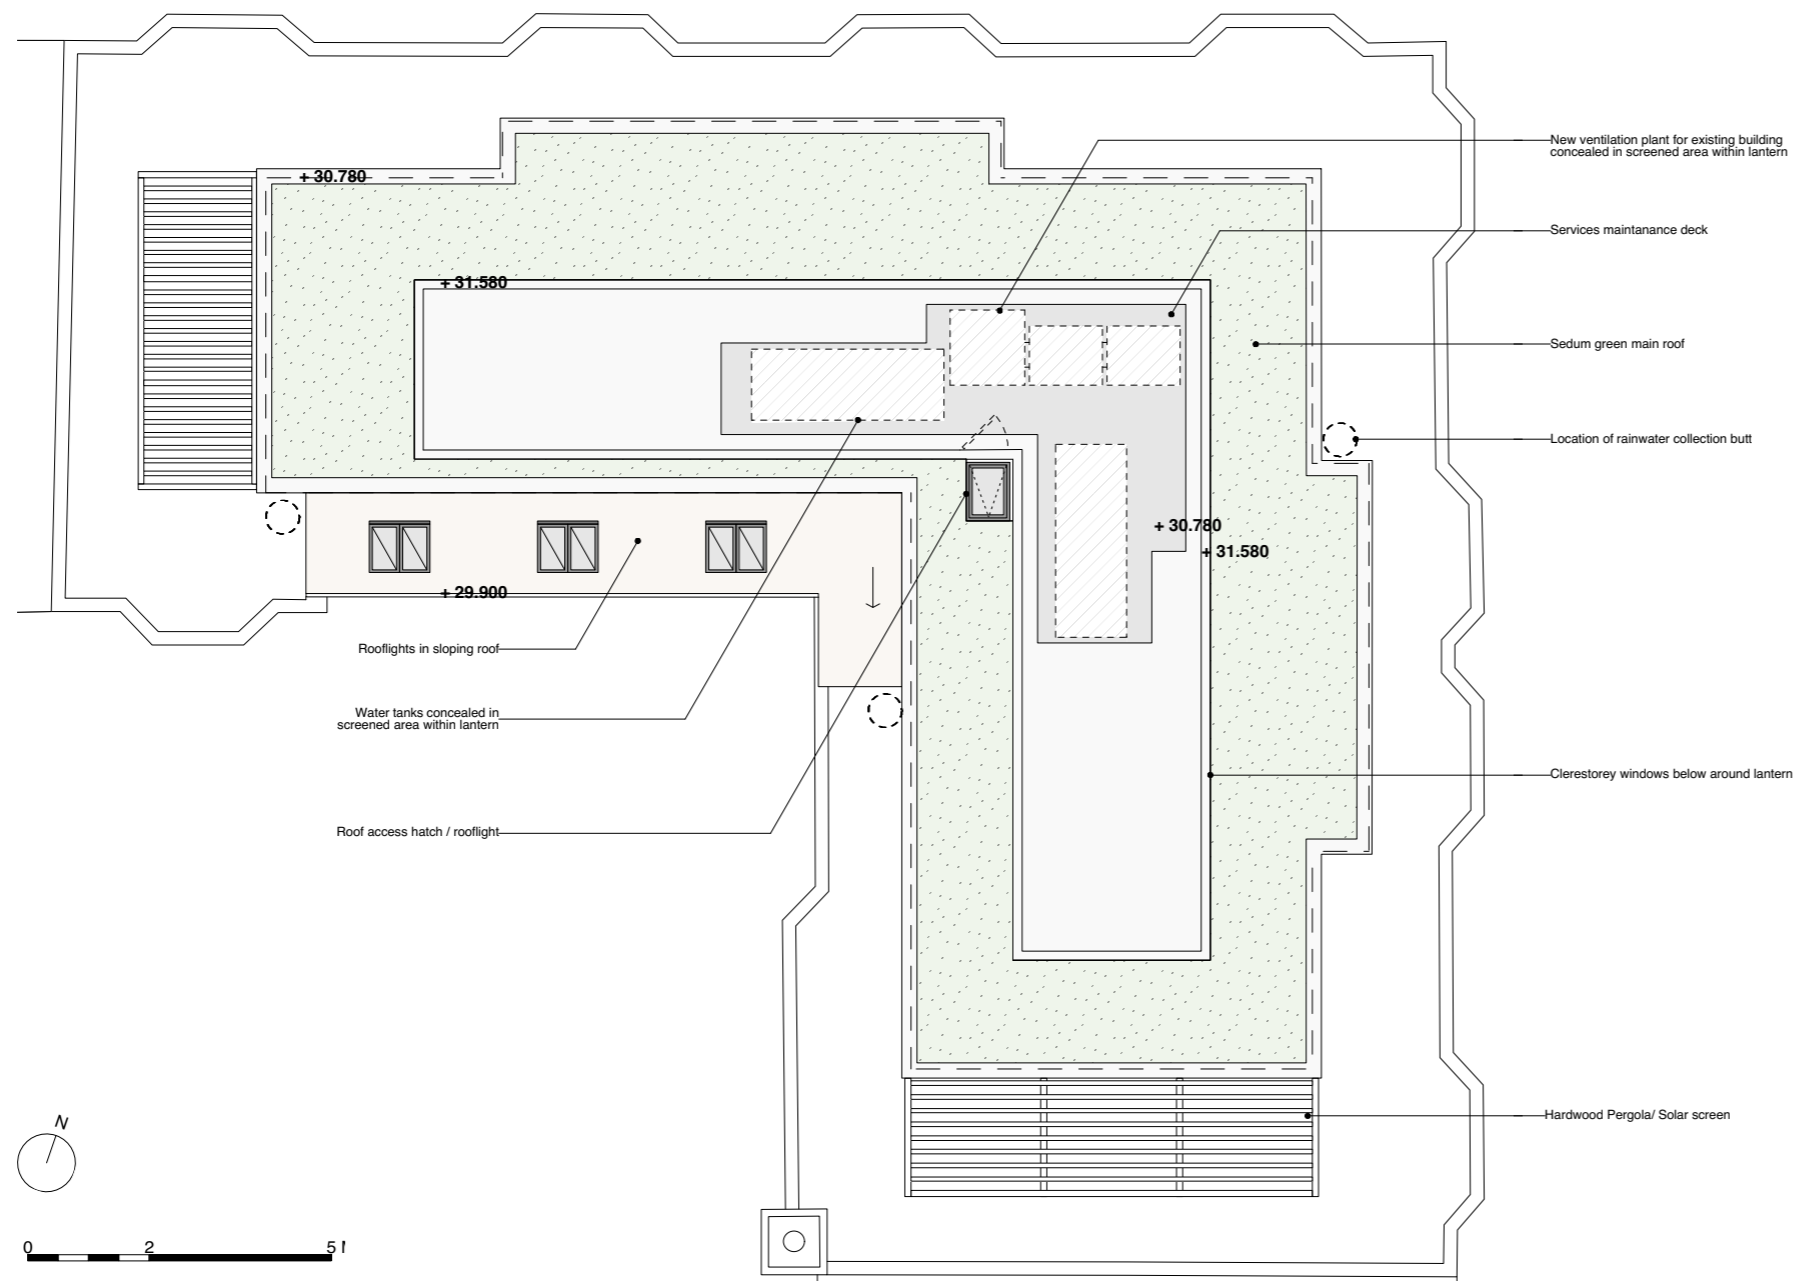 New ventilation plant for existing building
concealed in screened area within lantern
+ 30.780
Services maintanance deck
+ 31.580
Sedum green main roof
Location of rainwater collection butt
+ 30.780
+ 31.580
+ 29.900
Rooflights in sloping roof
Water tanks concealed in
screened area within lantern
Clerestorey windows below around lantern
Roof access hatch / rooflight
Hardwood Pergola/ Solar screen
N
0 2 5